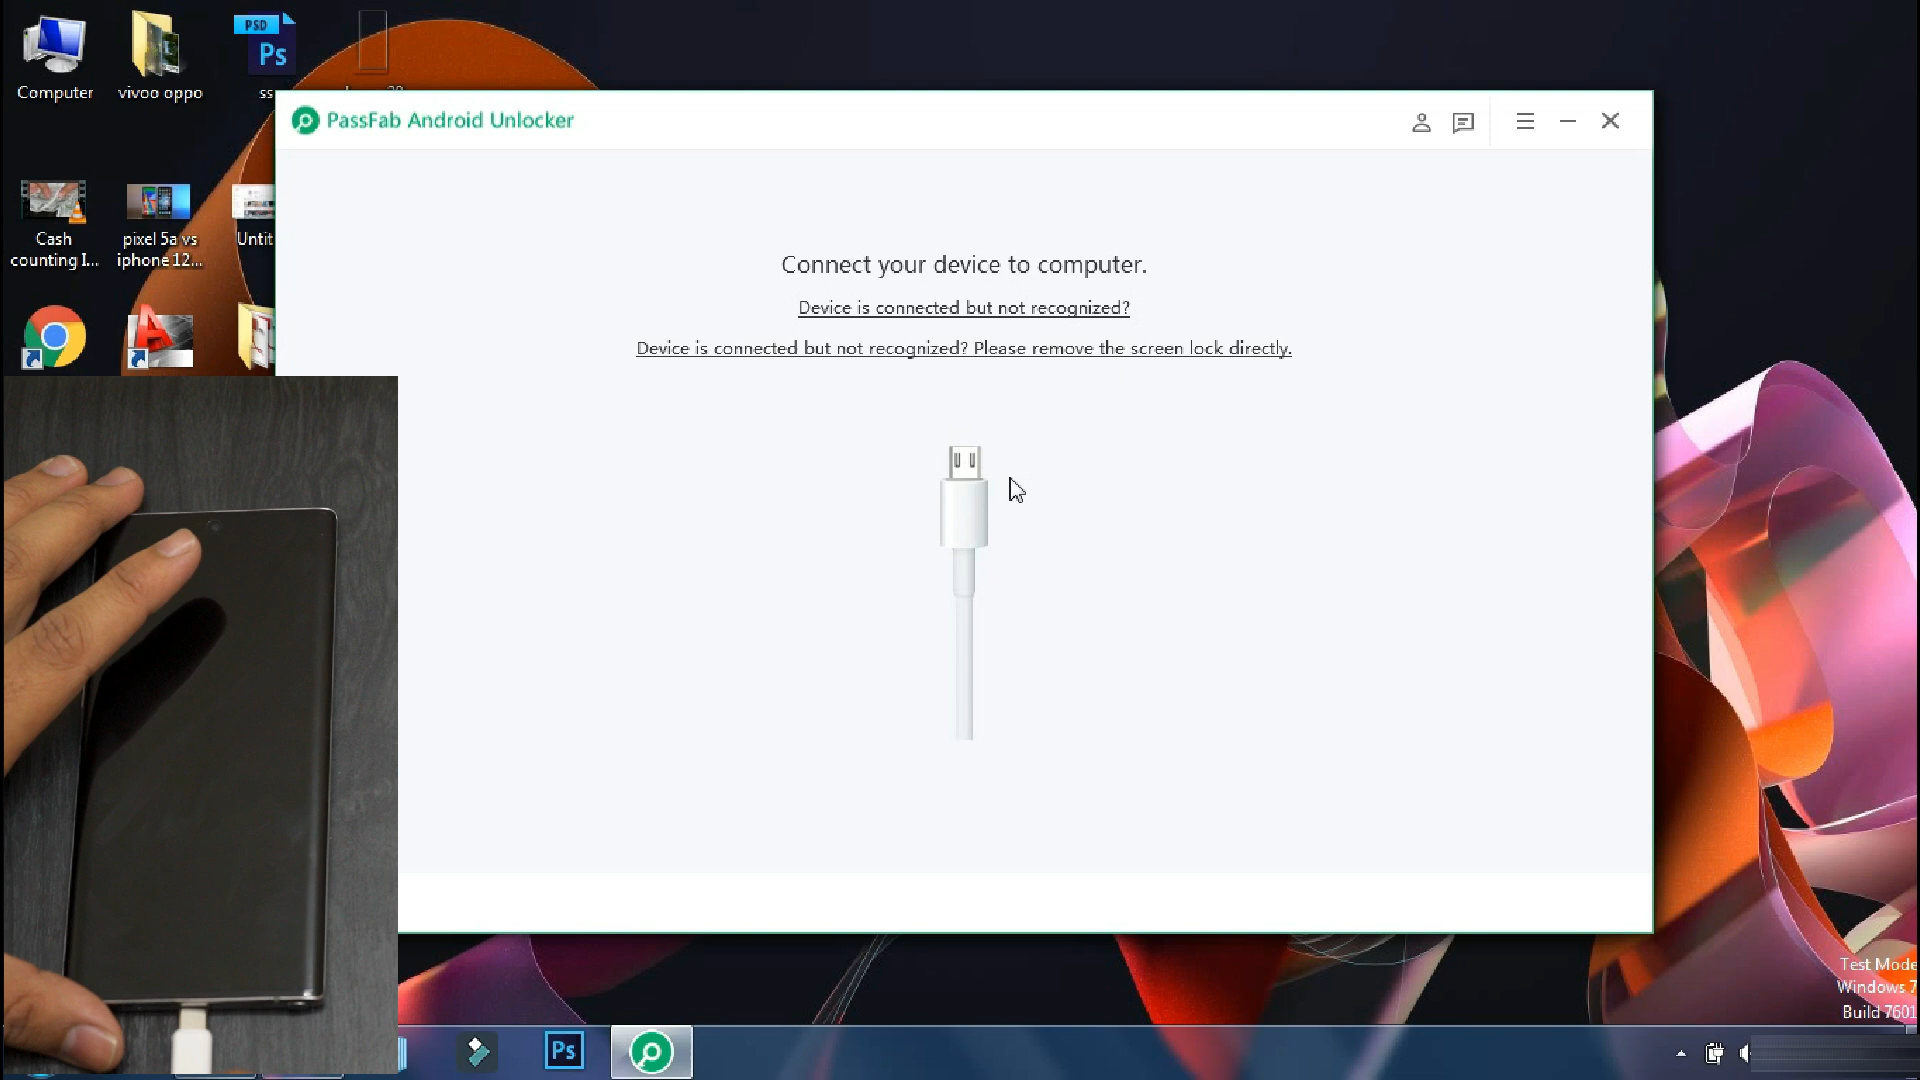 Computer
vivoo oppo
PSD
Ps
ss
PassFab Android Unlocker
Cash
counting I...
pixel 5a vs
iphone 12...
Untit
Connect your device to computer.
Device is connected but not recognized?
Device is connected but not recognized? Please remove the screen lock directly.
Test Mode
Windows 7
Build 7601
Ps